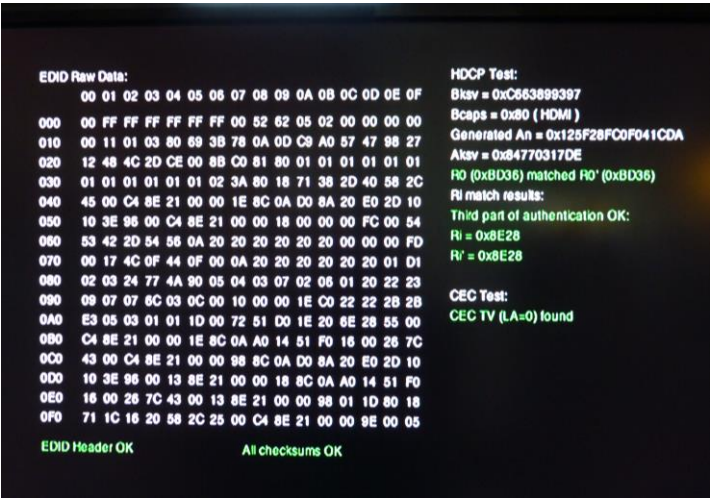 EDID Raw Data:
00 01 02 03 04 05 06 07 08 09 0A 0B 0C 0D 0E 0F
000 00 FF FF FF FF FF FF 00 52 62 05 02 00 00 00 00
010 00 11 01 03 80 69 3B 78 0A 0D C9 A0 57 47 98 27
020 12 48 4C 2D CE 00 8B C0 81 80 01 01 01 01 01 01
030 01 01 01 01 01 01 02 3A 80 18 71 38 2D 40 58 2C
040 45 00 C4 8E 21 00 00 1E 8C 0A D0 8A 20 E0 2D 10
050 10 3E 96 00 C4 8E 21 00 00 18 00 00 00 FC 00 54
060 53 42 2D 54 56 0A 20 20 20 20 20 20 00 00 00 FD
070 00 17 4C 0F 44 0F 00 0A 20 20 20 20 20 20 01 D1
080 02 03 24 77 4A 90 05 04 03 07 02 06 01 20 22 23
090 09 07 07 6C 03 0C 00 10 00 00 1E C0 22 22 2B 2B
0A0 E3 05 03 01 01 1D 00 72 51 D0 1E 20 6E 28 55 00
0B0 C4 8E 21 00 00 1E 8C 0A A0 14 51 F0 16 00 26 7C
0C0 43 00 C4 8E 21 00 00 98 8C 0A D0 8A 20 E0 2D 10
0D0 10 3E 96 00 13 8E 21 00 00 18 8C 0A A0 14 51 F0
0E0 16 00 26 7C 43 00 13 8E 21 00 00 98 01 1D 80 18
0F0 71 1C 16 20 58 2C 25 00 C4 8E 21 00 00 9E 00 05
EDID Header OK
All checksums OK
HDCP Test:
Bksv = 0xC663899397
Bcaps = 0x80 ( HDMI )
Generated An = 0x125F28FC0F041CDA
Aksv = 0x84770317DE
R0 (0xBD36) matched R0' (0xBD36)
Ri match results:
Third part of authentication OK:
Ri = 0x8E28
Ri' = 0x8E28
CEC Test:
CEC TV (LA=0) found